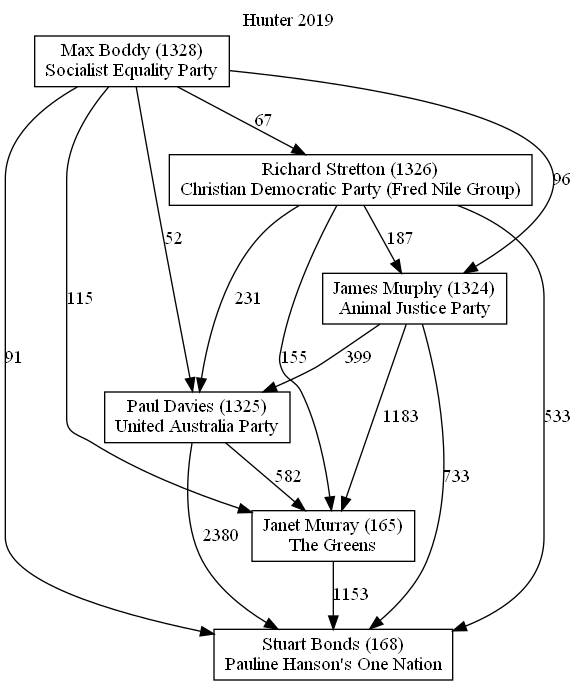 Hunter 2019
Max Boddy (1328)
Socialist Equality Party
67
Richard Stretton (1326)
Christian Democratic Party (Fred Nile Group)
96
52
231
187
James Murphy (1324)
Animal Justice Party
115
91
155
399
Paul Davies (1325)
United Australia Party
1183
533
582
733
2380
Janet Murray (165)
The Greens
1153
Stuart Bonds (168)
Pauline Hanson's One Nation